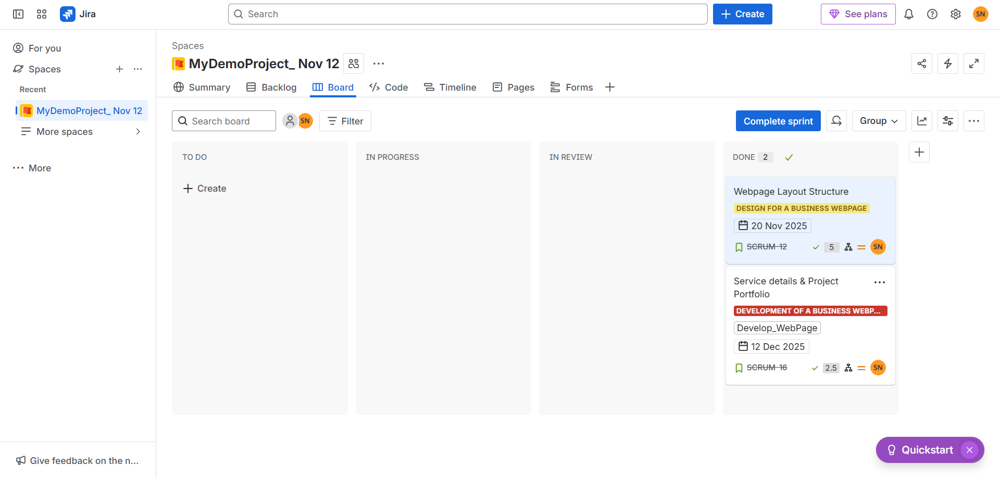 Jira
Search
Create
See plans
SN
For you
Spaces
Recent
MyDemoProject_ Nov 12
More spaces
More
Give feedback on the n...
Spaces
MyDemoProject_ Nov 12
Summary
Backlog
Board
Code
Timeline
Pages
Forms
Search board
SN
Filter
Complete sprint
Group
TO DO
Create
IN PROGRESS
IN REVIEW
DONE 2
Webpage Layout Structure
DESIGN FOR A BUSINESS WEBPAGE
20 Nov 2025
SCRUM-12
5
SN
Service details & Project
Portfolio
DEVELOPMENT OF A BUSINESS WEBP...
Develop_WebPage
12 Dec 2025
SCRUM-16
2.5
SN
Quickstart